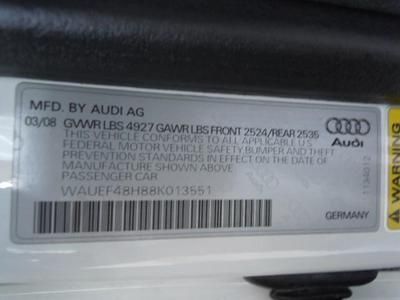 MFD. BY AUDI AG
03/08 GVWR LBS 4927 GAWR LBS FRONT 2524/REAR 2535
THIS VEHICLE CONFORMS TO ALL APPLICABLE U.S
FEDERAL MOTOR VEHICLE SAFETY, BUMPER AND THEFT
PREVENTION STANDARDS IN EFFECT ON THE DATE OF
MANUFACTURE SHOWN ABOVE
PASSENGER CAR
WAUEF48H88K013551
GERMANY
Audi